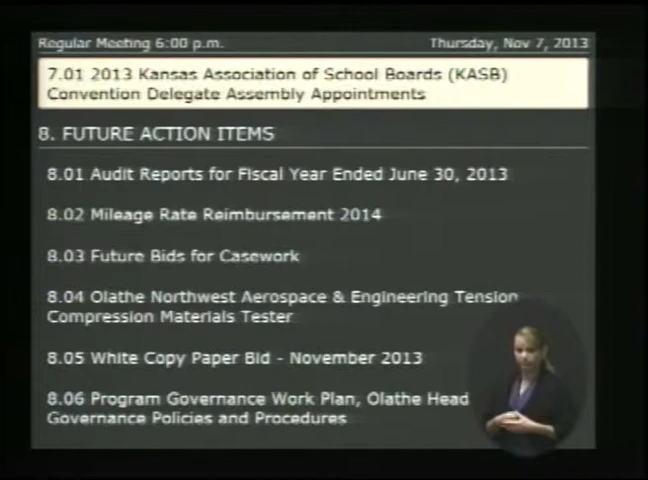 Regular Meeting 6:00 p.m.
Thursday, Nov 7, 2013
7.01 2013 Kansas Association of School Boards (KASB)
Convention Delegate Assembly Appointments
8. FUTURE ACTION ITEMS
8.01 Audit Reports for Fiscal Year Ended June 30, 2013
8.02 Mileage Rate Reimbursement 2014
8.03 Future Bids for Casework
8.04 Olathe Northwest Aerospace & Engineering Tension
Compression Materials Tester
8.05 White Copy Paper Bid - November 2013
8.06 Program Governance Work Plan, Olathe Head
Governance Policies and Procedures